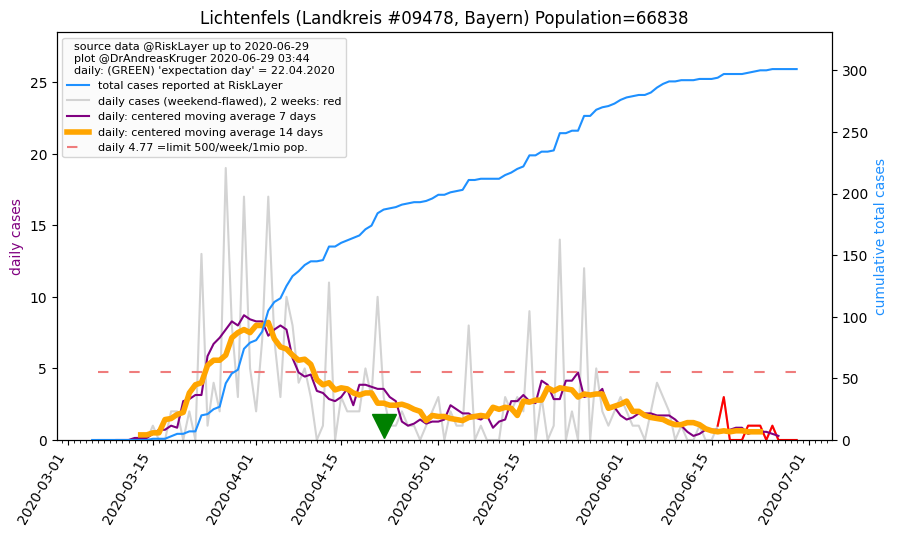 Lichtenfels (Landkreis #09478, Bayern) Population=66838
source data @RiskLayer up to 2020-06-29
plot @DrAndreasKruger 2020-06-29 03:44
daily: (GREEN) 'expectation day' = 22.04.2020
total cases reported at RiskLayer
daily cases (weekend-flawed), 2 weeks: red
daily: centered moving average 7 days
daily: centered moving average 14 days
daily 4.77 =limit 500/week/1mio pop.
daily cases
25
20
15
10
5
0
cumulative total cases
300
250
200
150
100
50
0
2020-03-01
2020-03-15
2020-04-01
2020-04-15
2020-05-01
2020-05-15
2020-06-01
2020-06-15
2020-07-01